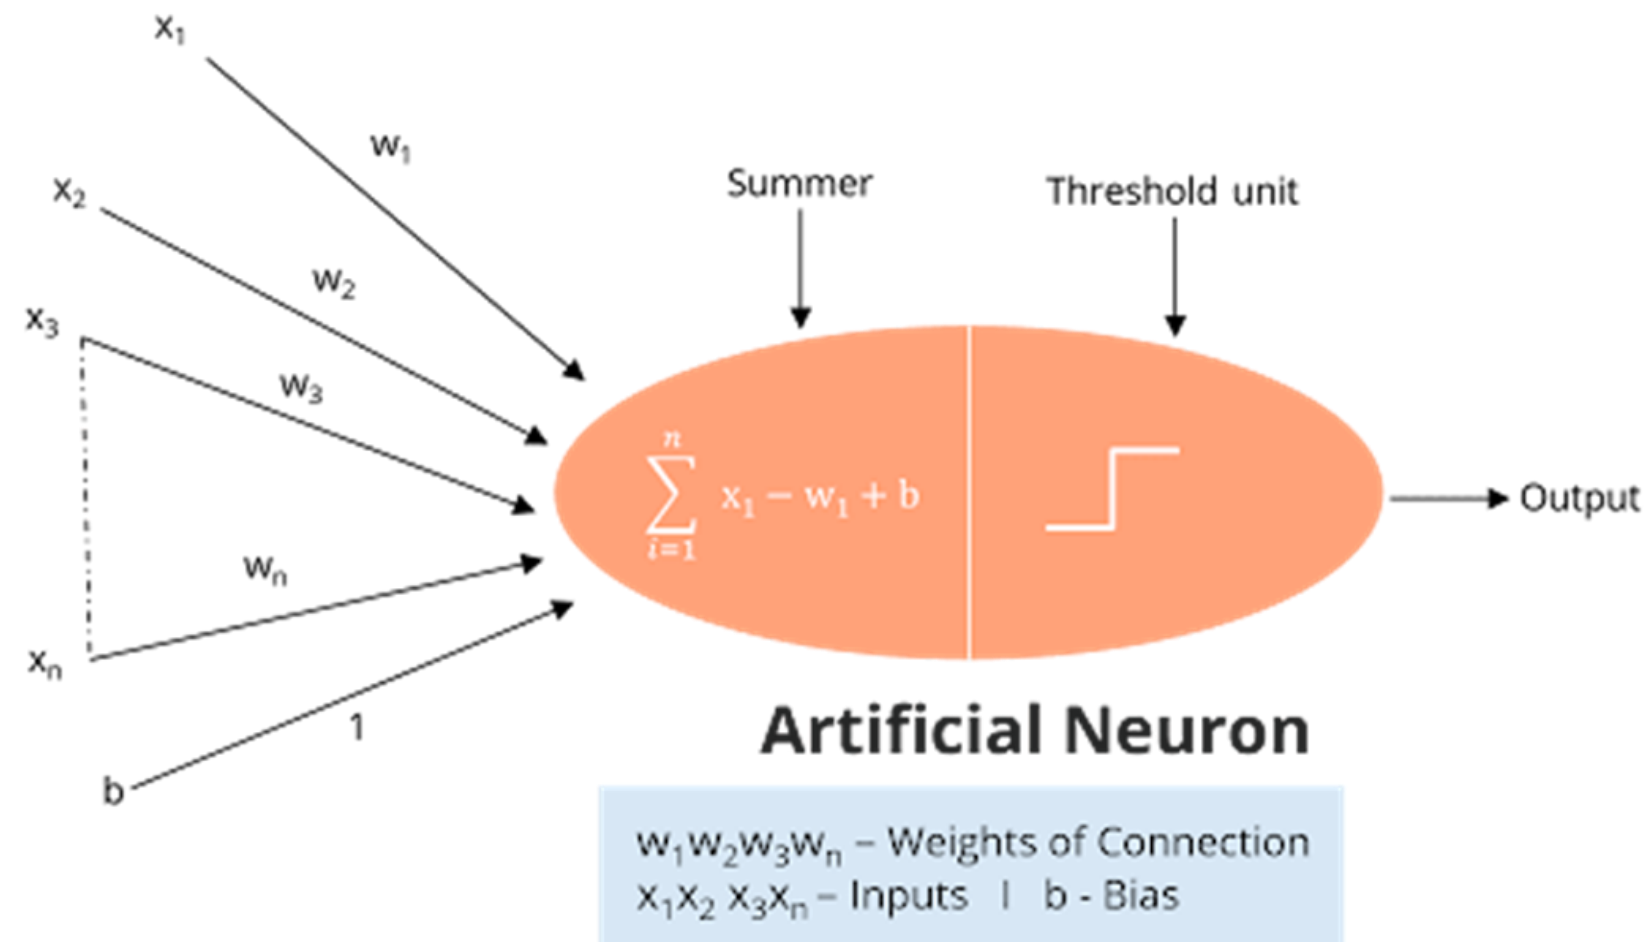 x₁
w₁
x₂
w₂
x₃
w₃
wₙ
xₙ
1
b
Summer
Threshold unit
n
∑ x₁ − w₁ + b
i=1
Output
Artificial Neuron
w₁w₂w₃wₙ – Weights of Connection
x₁x₂ x₃xₙ – Inputs | b - Bias